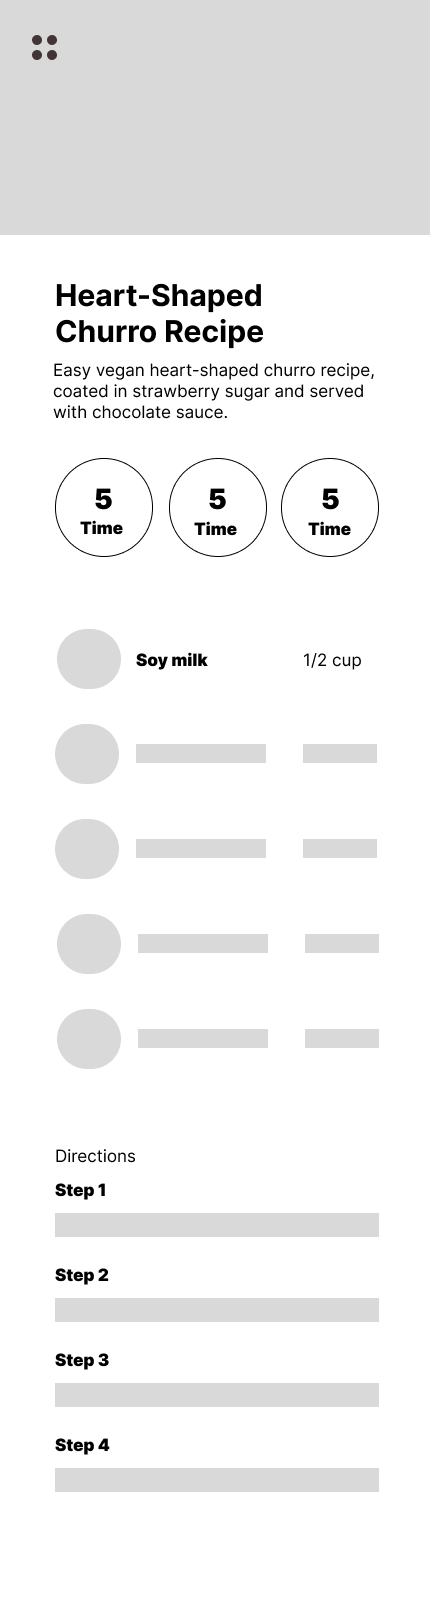 Heart-Shaped
Churro Recipe
Easy vegan heart-shaped churro recipe,
coated in strawberry sugar and served
with chocolate sauce.
5 5 5
Time Time Time
Soy milk 1/2 cup
Directions
Step 1
Step 2
Step 3
Step 4